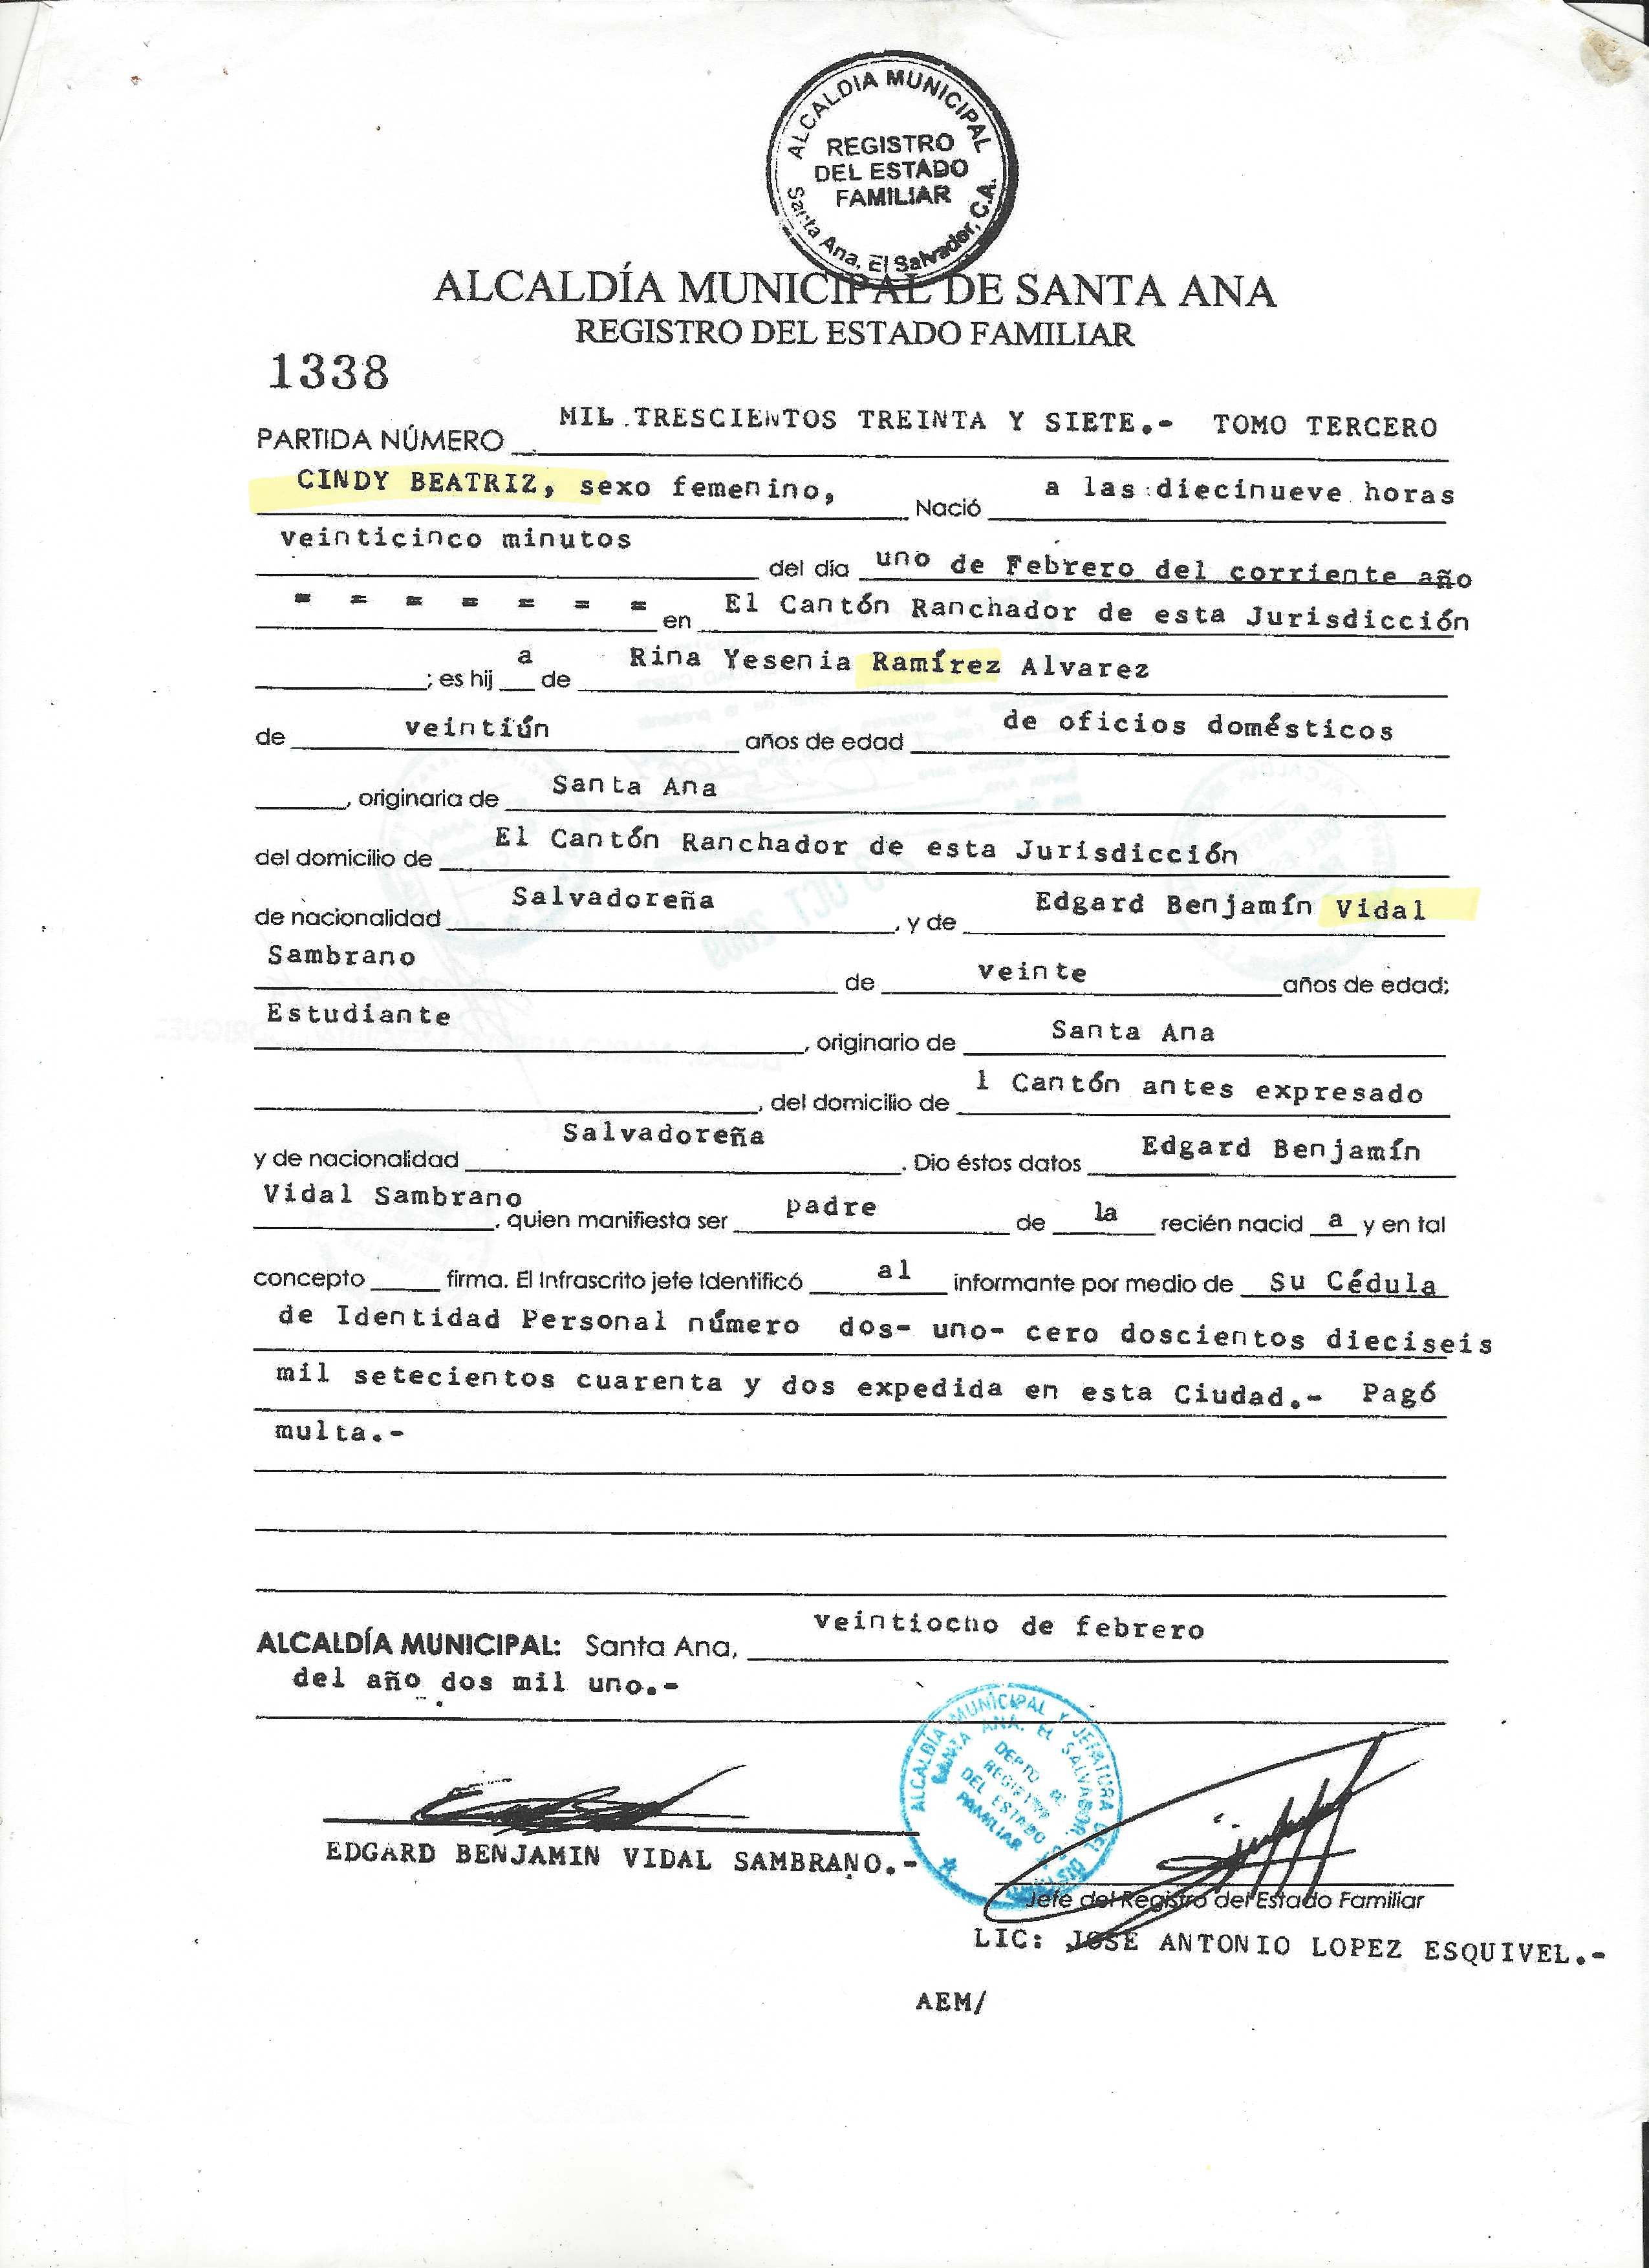 ALCALDIA MUNICIPAL
REGISTRO
DEL ESTADO
FAMILIAR
Santa Ana, El Salvador, C.A.
ALCALDÍA MUNICIPAL DE SANTA ANA
REGISTRO DEL ESTADO FAMILIAR
1338
PARTIDA NÚMERO MIL TRESCIENTOS TREINTA Y SIETE.- TOMO TERCERO
CINDY BEATRIZ, sexo femenino, Nació a las diecinueve horas
veinticinco minutos del día uno de Febrero del corriente año
= = = = = = = en El Cantón Ranchador de esta Jurisdicción
; es hij a de Rina Yesenia Ramírez Alvarez
de veintiún años de edad de oficios domésticos
, originaria de Santa Ana
del domicilio de El Cantón Ranchador de esta Jurisdicción
de nacionalidad Salvadoreña , y de Edgard Benjamín Vidal
Sambrano de veinte años de edad;
Estudiante , originario de Santa Ana
, del domicilio de l Cantón antes expresado
y de nacionalidad Salvadoreña . Dio éstos datos Edgard Benjamín
Vidal Sambrano , quien manifiesta ser padre de la recién nacid a y en tal
concepto firma. El Infrascrito jefe Identificó al informante por medio de Su Cédula
de Identidad Personal número dos- uno- cero doscientos dieciseis
mil setecientos cuarenta y dos expedida en esta Ciudad.- Pagó
multa.-
ALCALDÍA MUNICIPAL: Santa Ana, veintiocho de febrero
del año dos mil uno.-
ALCALDIA MUNICIPAL Y JEFATURA DEL
SANTA ANA. EL SALVADOR.
DEPTO
REGISTRO
DEL ESTADO
FAMILIAR
EDGARD BENJAMIN VIDAL SAMBRANO.-
Jefe del Registro del Estado Familiar
LIC: JOSE ANTONIO LOPEZ ESQUIVEL.-
AEM/